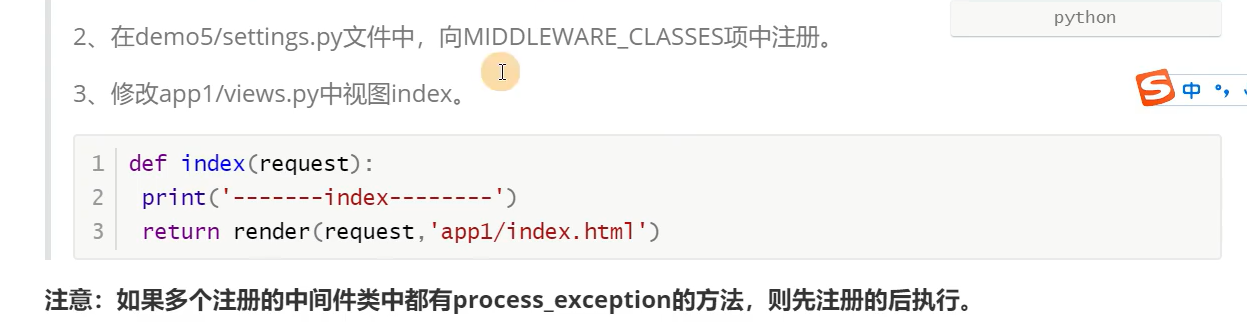 python
2、在demo5/settings.py文件中，向MIDDLEWARE_CLASSES项中注册。
3、修改app1/views.py中视图index。
S 中 °，
1 def index(request):
2 print('-------index--------')
3 return render(request,'app1/index.html')
注意：如果多个注册的中间件类中都有process_exception的方法，则先注册的后执行。